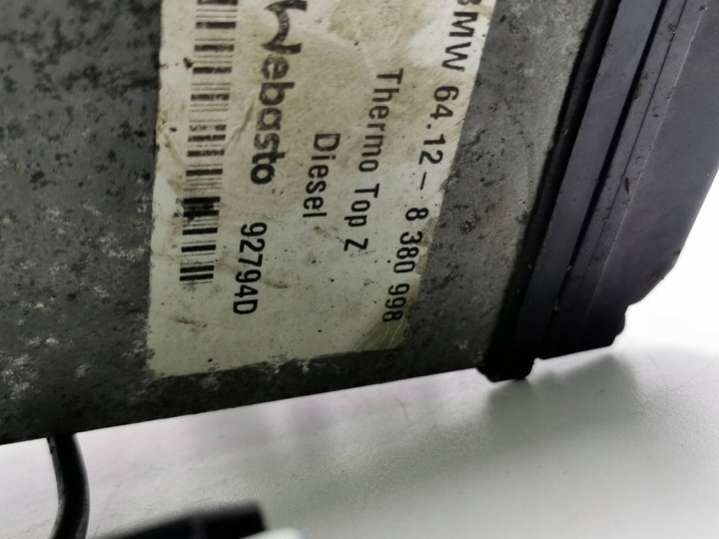 BMW 64.12 – 8 380 998
Thermo Top Z
Diesel
Webasto 92794D